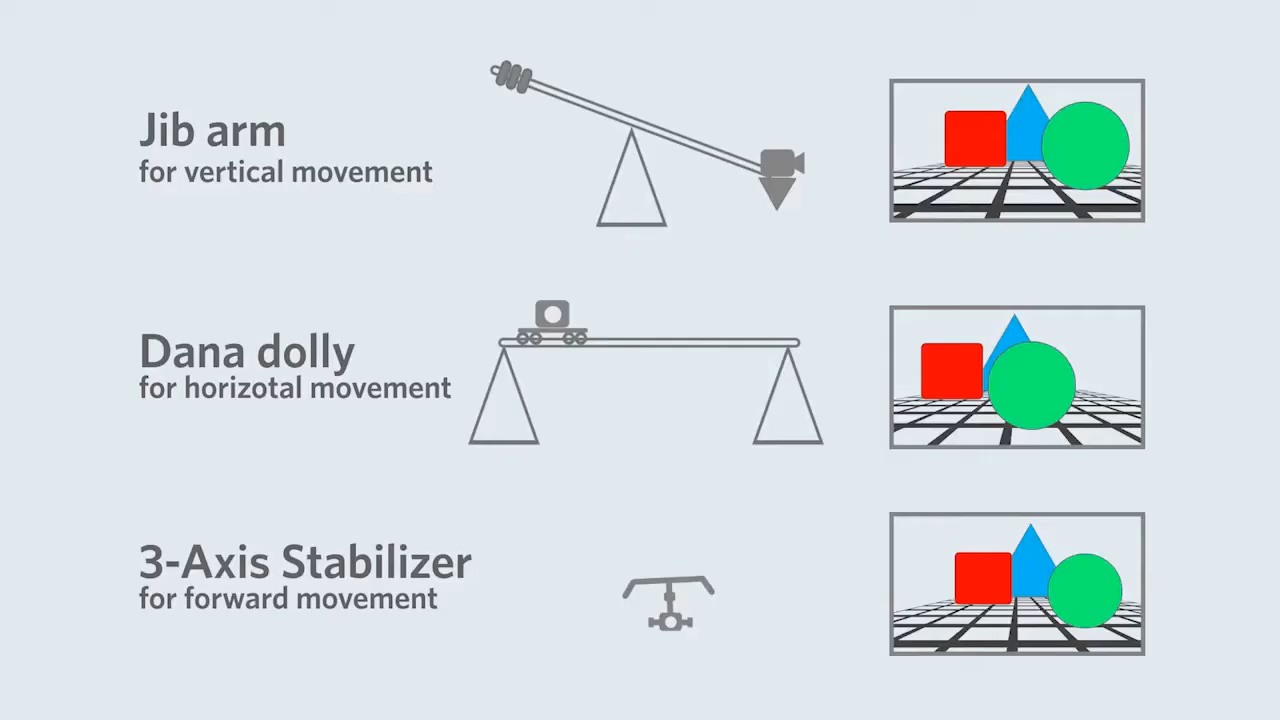 Jib arm
for vertical movement
Dana dolly
for horizotal movement
3-Axis Stabilizer
for forward movement